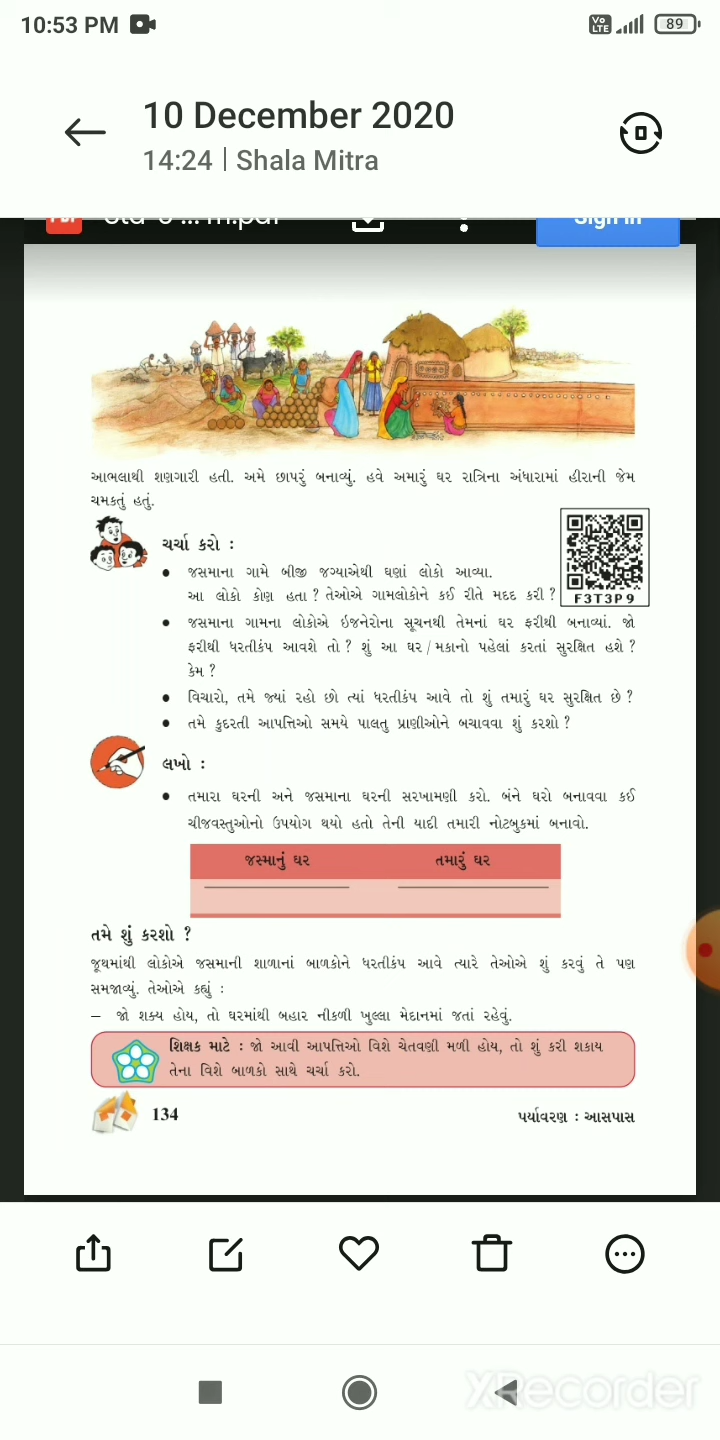 10:53 PM
Vo LTE
89
10 December 2020
14:24 | Shala Mitra
આભલાથી શણગારી હતી. અમે છાપરું બનાવ્યું. હવે અમારું ઘર રાત્રિના અંધારામાં હીરાની જેમ
ચમકતું હતું.
ચર્ચા કરો :
• જસમાના ગામે બીજી જગ્યાએથી ઘણાં લોકો આવ્યા.
આ લોકો કોણ હતા ? તેઓએ ગામલોકોને કઈ રીતે મદદ કરી ?
F3T3P9
• જસમાના ગામના લોકોએ ઇજનેરોના સૂચનથી તેમનાં ઘર ફરીથી બનાવ્યાં. જો
ફરીથી ધરતીકંપ આવશે તો ? શું આ ઘર / મકાનો પહેલાં કરતાં સુરક્ષિત હશે ?
કેમ ?
• વિચારો, તમે જ્યાં રહો છો ત્યાં ધરતીકંપ આવે તો શું તમારું ઘર સુરક્ષિત છે ?
• તમે કુદરતી આપત્તિઓ સમયે પાલતુ પ્રાણીઓને બચાવવા શું કરશો ?
લખો :
• તમારા ઘરની અને જસમાના ઘરની સરખામણી કરો. બંને ઘરો બનાવવા કઈ
ચીજવસ્તુઓનો ઉપયોગ થયો હતો તેની યાદી તમારી નોટબુકમાં બનાવો.
જસ્માનું ઘર તમારું ઘર
તમે શું કરશો ?
જૂથમાંથી લોકોએ જસમાની શાળાનાં બાળકોને ધરતીકંપ આવે ત્યારે તેઓએ શું કરવું તે પણ
સમજાવ્યું. તેઓએ કહ્યું :
– જો શક્ય હોય, તો ઘરમાંથી બહાર નીકળી ખુલ્લા મેદાનમાં જતાં રહેવું.
શિક્ષક માટે : જો આવી આપત્તિઓ વિશે ચેતવણી મળી હોય, તો શું કરી શકાય
તેના વિશે બાળકો સાથે ચર્ચા કરો.
134
પર્યાવરણ : આસપાસ
XRecorder